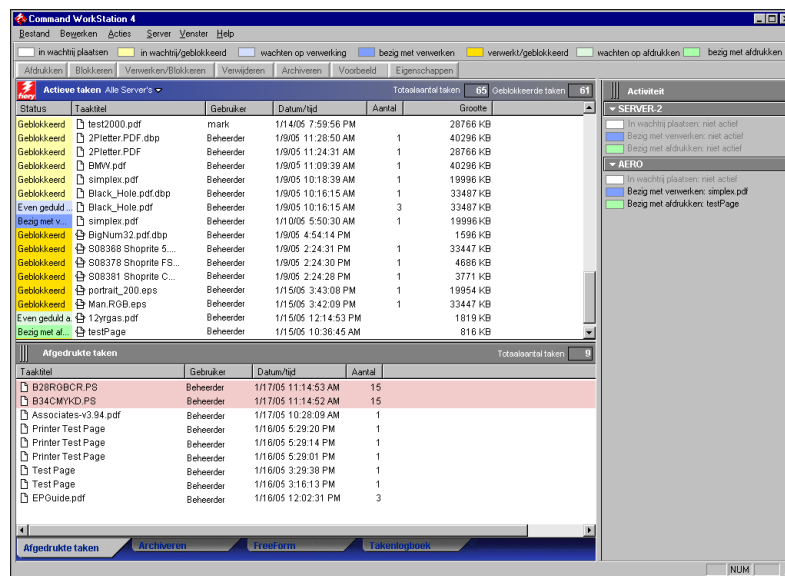 Command WorkStation 4
Bestand Bewerken Acties Server Venster Help
in wachtrij plaatsen in wachtrij/geblokkeerd wachten op verwerking bezig met verwerken verwerkt/geblokkeerd wachten op afdrukken bezig met afdrukken
Afdrukken Blokkeren Verwerken/Blokkeren Verwijderen Archiveren Voorbeeld Eigenschappen
fiery Actieve taken Alle Server's Totaalaantal taken 65 Geblokkeerde taken 61
Status Taaktitel Gebruiker Datum/tijd Aantal Grootte
Geblokkeerd test2000.pdf mark 1/14/05 7:59:56 PM 28766 KB
Geblokkeerd 2Pletter.PDF.dbp Beheerder 1/9/05 11:28:50 AM 1 40296 KB
Geblokkeerd 2Pletter.PDF Beheerder 1/9/05 11:24:31 AM 1 28766 KB
Geblokkeerd BMW.pdf Beheerder 1/9/05 11:09:39 AM 1 40296 KB
Geblokkeerd simplex.pdf Beheerder 1/9/05 10:18:39 AM 1 19996 KB
Geblokkeerd Black_Hole.pdf.dbp Beheerder 1/9/05 10:16:15 AM 1 33487 KB
Even geduld ... Black_Hole.pdf Beheerder 1/9/05 10:16:15 AM 3 33487 KB
Bezig met v... simplex.pdf Beheerder 1/10/05 5:50:30 AM 1 19996 KB
Geblokkeerd BigNum32.pdf.dbp Beheerder 1/9/05 4:54:14 PM 1596 KB
Geblokkeerd S08368 Shoprite 5.... Beheerder 1/9/05 2:24:31 PM 1 33447 KB
Geblokkeerd S08378 Shoprite FS... Beheerder 1/9/05 2:24:30 PM 1 4686 KB
Geblokkeerd S08381 Shoprite C... Beheerder 1/9/05 2:24:28 PM 1 3771 KB
Geblokkeerd portrait_200.eps Beheerder 1/15/05 3:43:08 PM 1 19954 KB
Geblokkeerd Man.RGB.eps Beheerder 1/15/05 3:42:09 PM 1 33447 KB
Even geduld a. 12yrgas.pdf Beheerder 1/15/05 12:14:53 PM 1819 KB
Bezig met af... testPage Beheerder 1/15/05 10:36:45 AM 816 KB
Afgedrukte taken Totaalaantal taken 9
Taaktitel Gebruiker Datum/tijd Aantal
B28RGBCR.PS Beheerder 1/17/05 11:14:53 AM 15
B34CMYKD.PS Beheerder 1/17/05 11:14:52 AM 15
Associates-v3.94.pdf Beheerder 1/17/05 10:28:09 AM 1
Printer Test Page Beheerder 1/16/05 5:29:20 PM 1
Printer Test Page Beheerder 1/16/05 5:29:14 PM 1
Printer Test Page Beheerder 1/16/05 5:29:01 PM 1
Test Page Beheerder 1/16/05 3:29:38 PM 1
Test Page Beheerder 1/16/05 3:16:13 PM 1
EPGuide.pdf Beheerder 1/16/05 12:02:31 PM 3
Afgedrukte taken Archiveren FreeForm Takenlogboek
Activiteit
SERVER-2
In wachtrij plaatsen: niet actief
Bezig met verwerken: niet actief
Bezig met afdrukken: niet actief
AERO
In wachtrij plaatsen: niet actief
Bezig met verwerken: simplex.pdf
Bezig met afdrukken: testPage
NUM